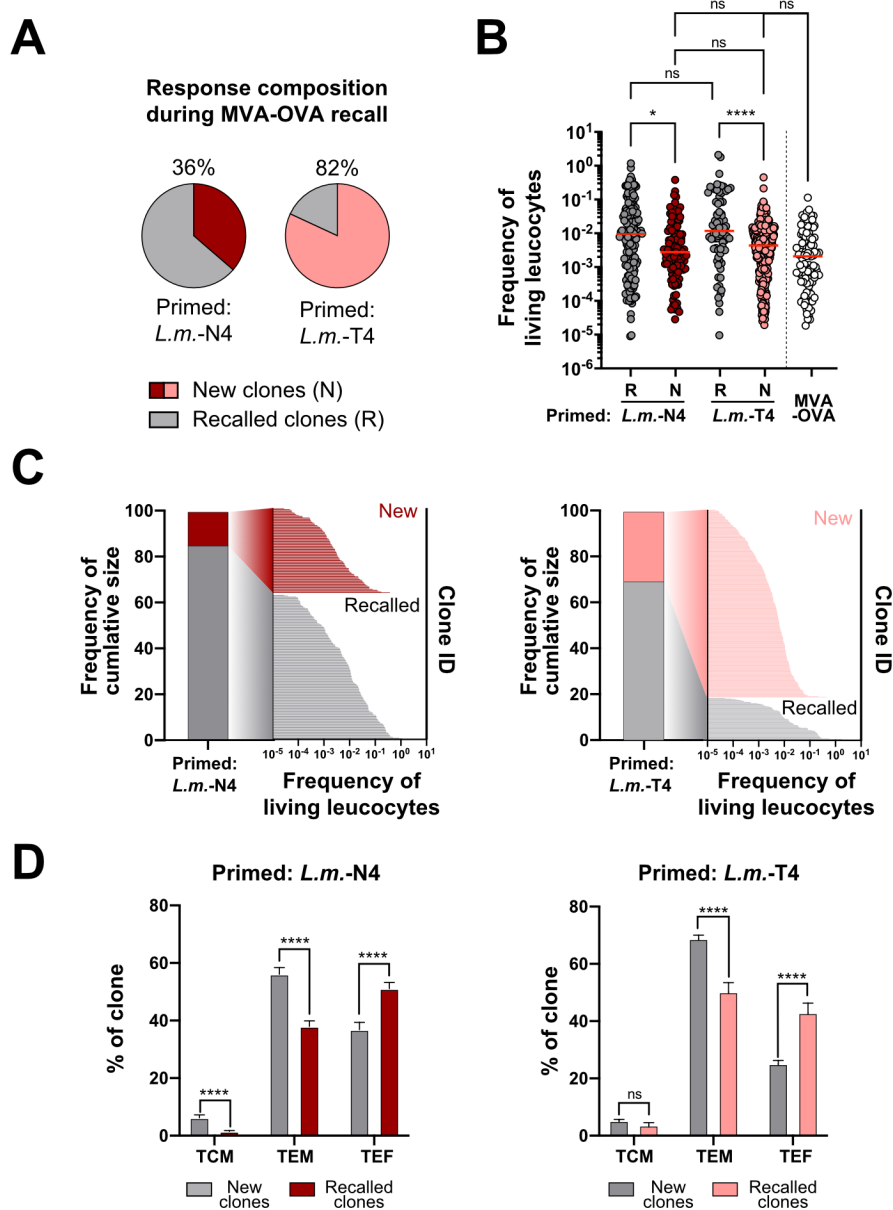 A
Response composition
during MVA-OVA recall
36%
82%
Primed:
L.m.-N4
Primed:
L.m.-T4
New clones (N)
Recalled clones (R)
B
ns
ns
ns
ns
*
****
Frequency of
living leucocytes
10¹
10⁰
10⁻¹
10⁻²
10⁻³
10⁻⁴
10⁻⁵
10⁻⁶
R N R N
Primed: L.m.-N4 L.m.-T4
MVA
-OVA
C
Frequency of
cumlative size
100
80
60
40
20
0
New
Recalled
Clone ID
Primed:
L.m.-N4
10⁻⁵ 10⁻⁴ 10⁻³ 10⁻² 10⁻¹ 10⁰ 10¹
Frequency of
living leucocytes
Frequency of
cumlative size
100
80
60
40
20
0
New
Recalled
Clone ID
Primed:
L.m.-T4
10⁻⁵ 10⁻⁴ 10⁻³ 10⁻² 10⁻¹ 10⁰ 10¹
Frequency of
living leucocytes
D
Primed: L.m.-N4
% of clone
80
60
40
20
0
****
****
****
TCM TEM TEF
New
clones
Recalled
clones
Primed: L.m.-T4
% of clone
80
60
40
20
0
ns
****
****
TCM TEM TEF
New
clones
Recalled
clones